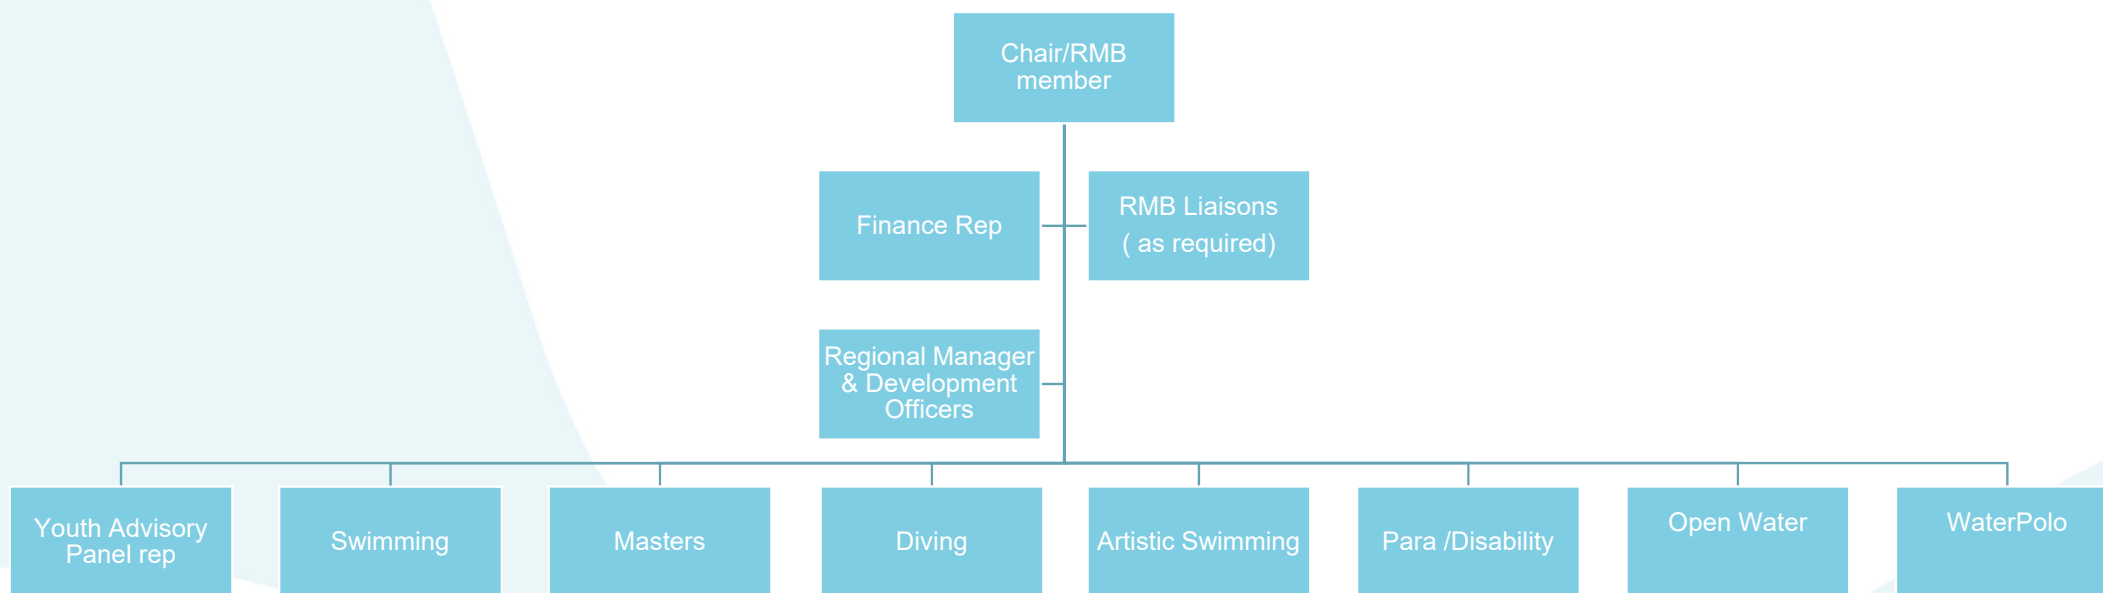 Chair/RMB
member
Finance Rep
RMB Liaisons
( as required)
Regional Manager
& Development
Officers
Youth Advisory
Panel rep
Swimming
Masters
Diving
Artistic Swimming
Para /Disability
Open Water
WaterPolo